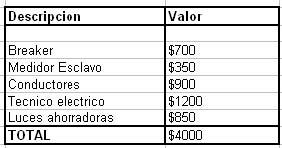 Descripcion Valor
Breaker $700
Medidor Esclavo $350
Conductores $900
Tecnico electrico $1200
Luces ahorradoras $850
TOTAL $4000